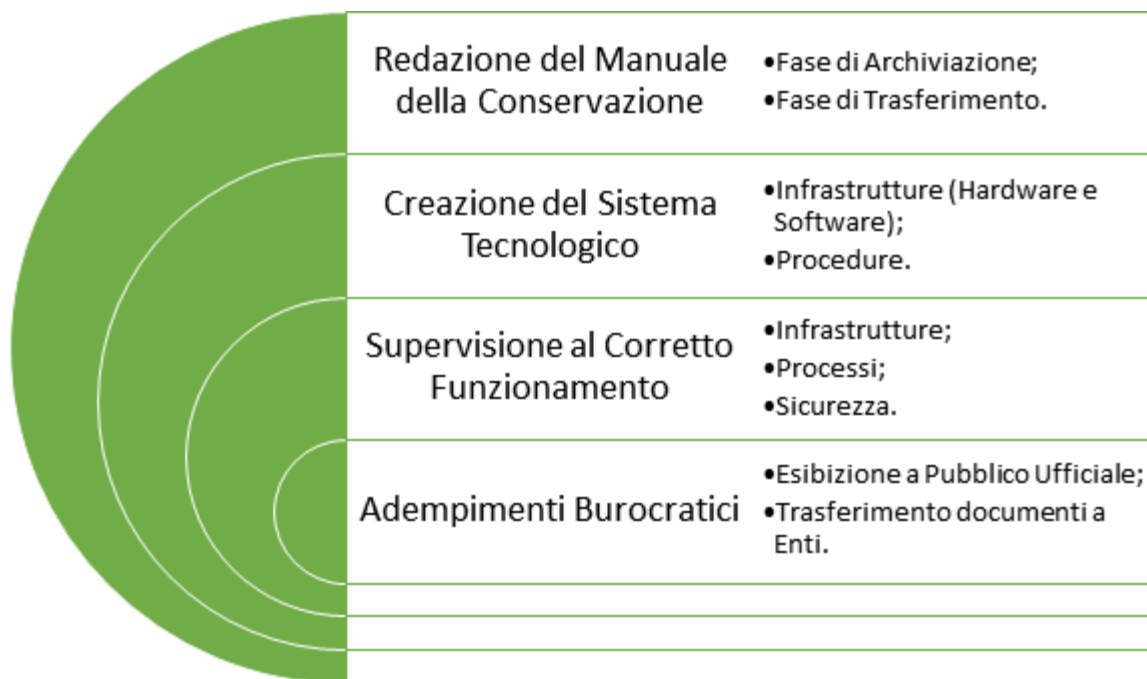 Redazione del Manuale
della Conservazione
•Fase di Archiviazione;
•Fase di Trasferimento.
Creazione del Sistema
Tecnologico
•Infrastrutture (Hardware e
Software);
•Procedure.
Supervisione al Corretto
Funzionamento
•Infrastrutture;
•Processi;
•Sicurezza.
Adempimenti Burocratici
•Esibizione a Pubblico Ufficiale;
•Trasferimento documenti a
Enti.